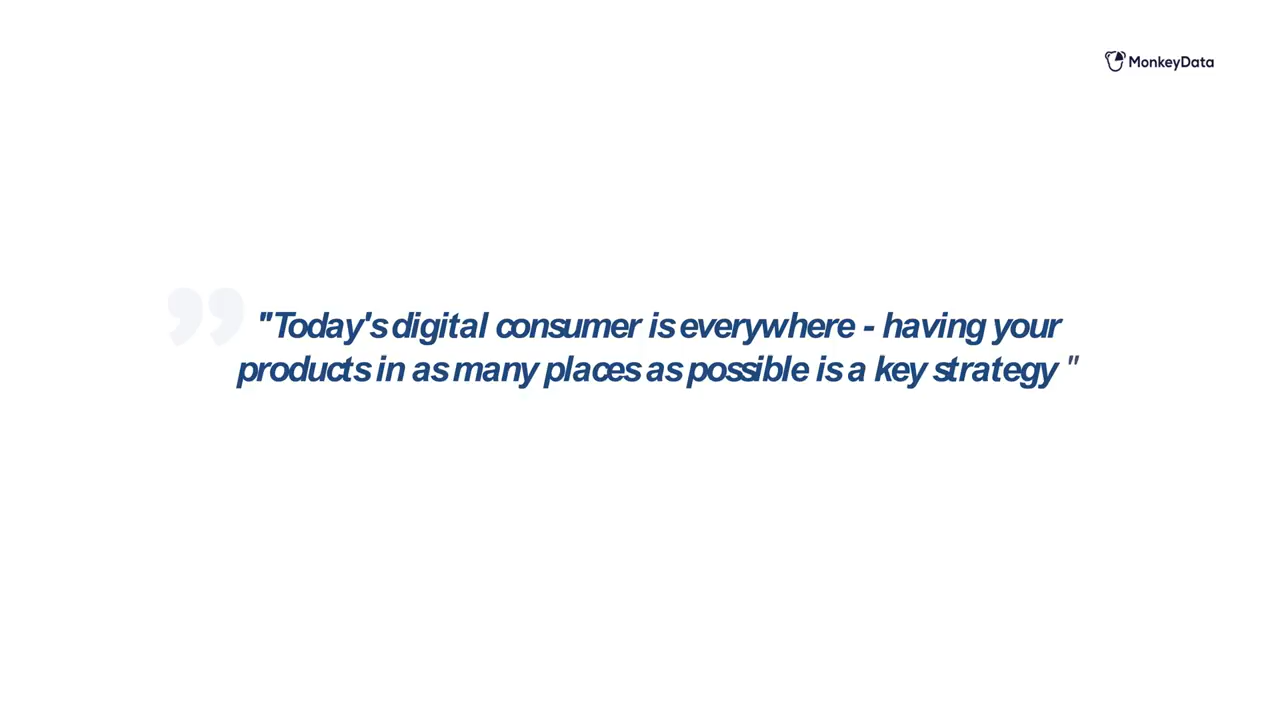 MonkeyData
"Today's digital consumer is everywhere - having your
products in as many places as possible is a key strategy "